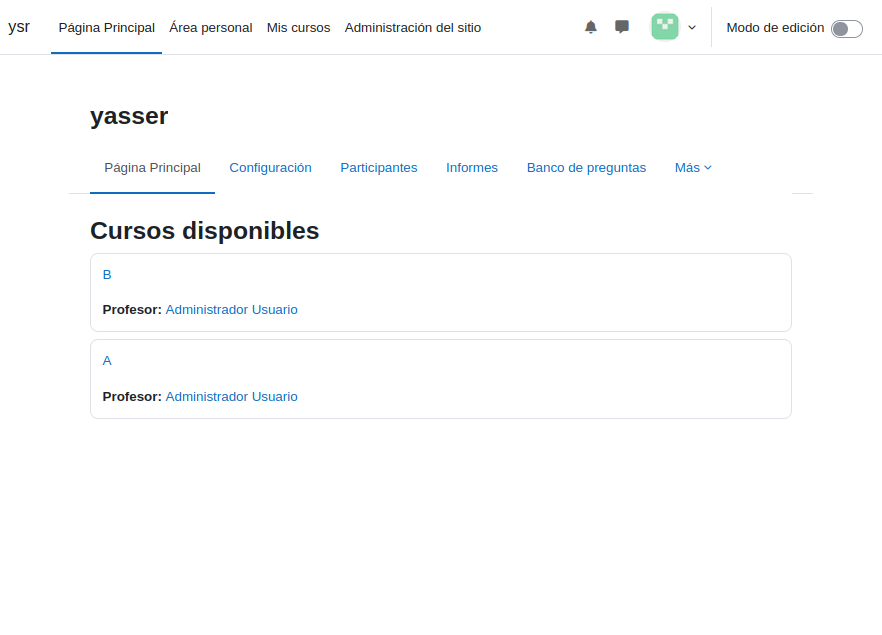 ysr Página Principal Área personal Mis cursos Administración del sitio Modo de edición
yasser
Página Principal Configuración Participantes Informes Banco de preguntas Más
Cursos disponibles
B
Profesor: Administrador Usuario
A
Profesor: Administrador Usuario